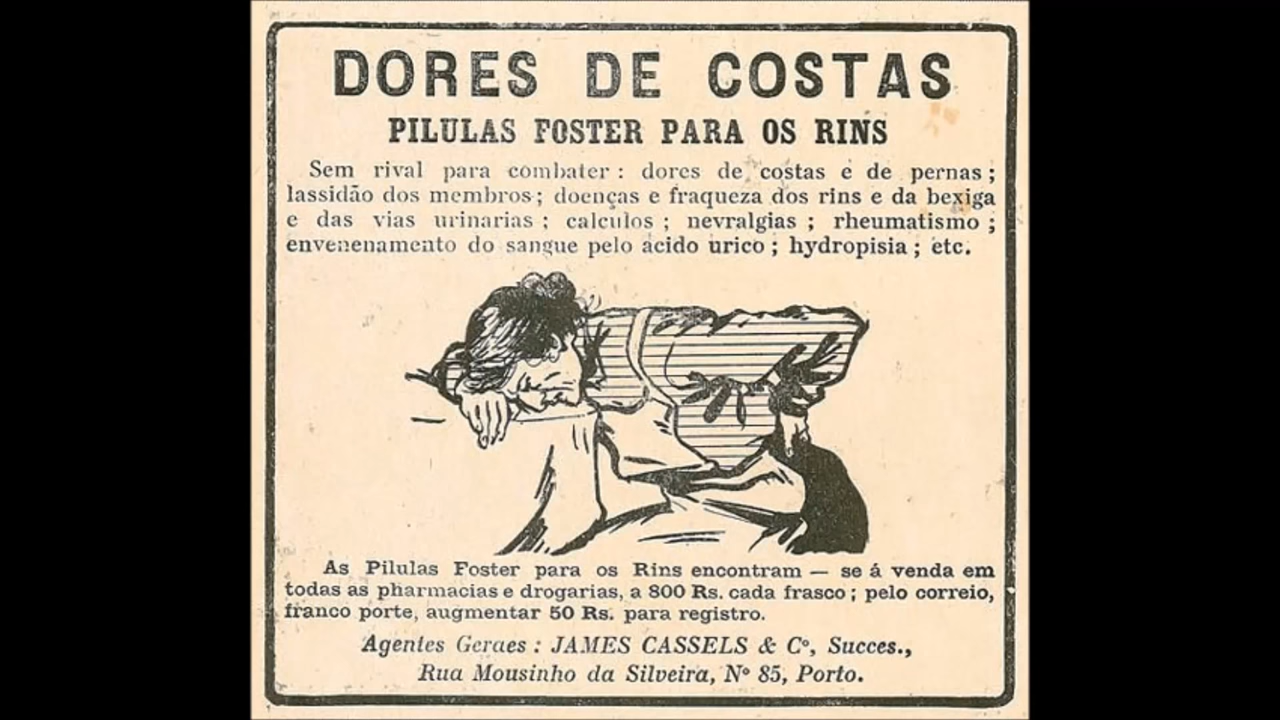 DORES DE COSTAS
PILULAS FOSTER PARA OS RINS
Sem rival para combater : dores de costas e de pernas ;
lassidão dos membros ; doenças e fraqueza dos rins e da bexiga
e das vias urinarias ; calculos ; nevralgias ; rheumatismo ;
envenenamento do sangue pelo acido urico ; hydropisia ; etc.
As Pilulas Foster para os Rins encontram — se á venda em
todas as pharmacias e drogarias, a 800 Rs. cada frasco ; pelo correio,
franco porte, augmentar 50 Rs. para registro.
Agentes Geraes : JAMES CASSELS & Cº, Succes.,
Rua Mousinho da Silveira, Nº 85, Porto.